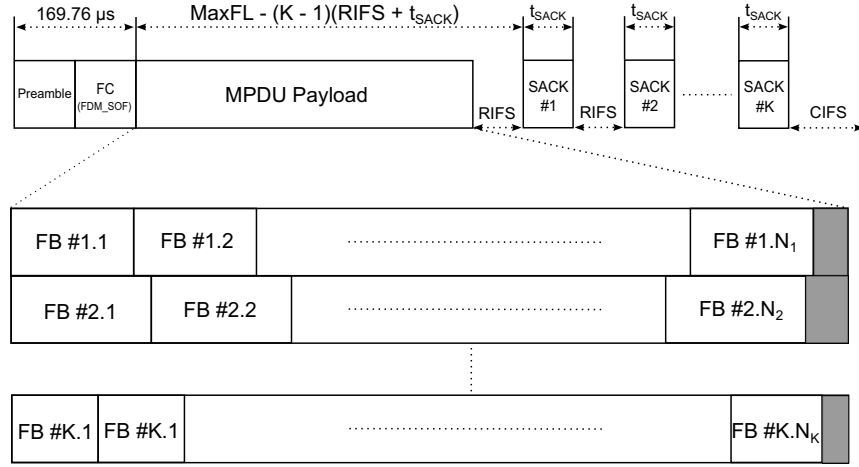 169.76 µs
MaxFL - (K - 1)(RIFS + tSACK)
tSACK
tSACK
tSACK
Preamble
FC
(FDM_SOF)
MPDU Payload
RIFS
SACK
#1
RIFS
SACK
#2
SACK
#K
CIFS
FB #1.1
FB #1.2
FB #1.N1
FB #2.1
FB #2.2
FB #2.N2
FB #K.1
FB #K.1
FB #K.NK